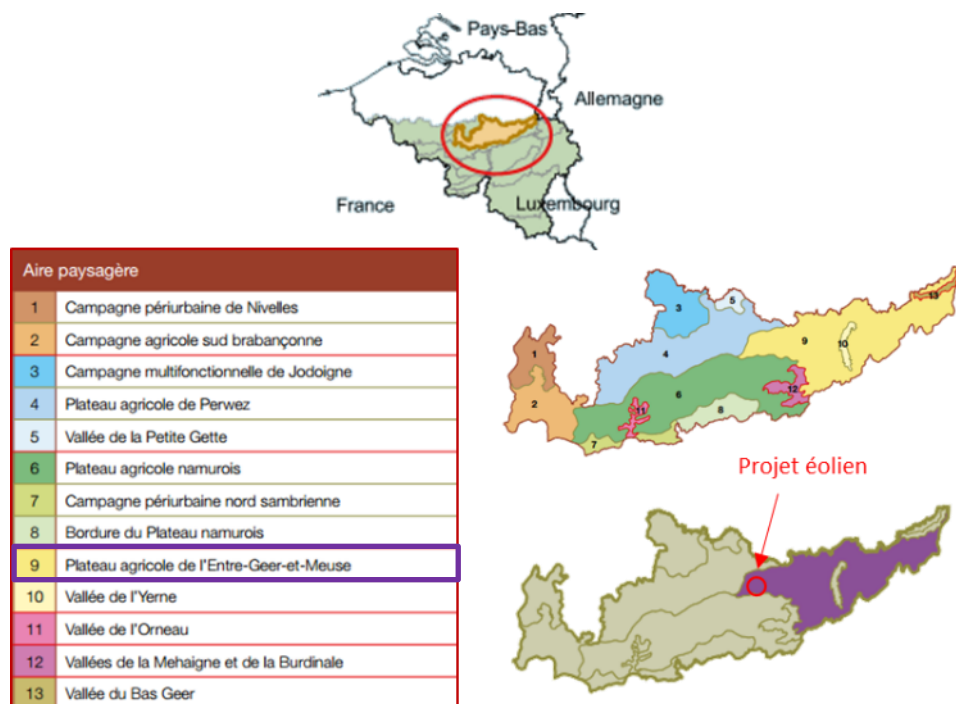 Pays-Bas
Allemagne
France
Luxembourg
Aire paysagère
1 Campagne périurbaine de Nivelles
2 Campagne agricole sud brabançonne
3 Campagne multifonctionnelle de Jodoigne
4 Plateau agricole de Perwez
5 Vallée de la Petite Gette
6 Plateau agricole namurois
7 Campagne périurbaine nord sambrienne
8 Bordure du Plateau namurois
9 Plateau agricole de l'Entre-Geer-et-Meuse
10 Vallée de l'Yerne
11 Vallée de l'Orneau
12 Vallées de la Mehaigne et de la Burdinale
13 Vallée du Bas Geer
13
3
5
9
10
1
4
12
6
2
11
8
7
Projet éolien